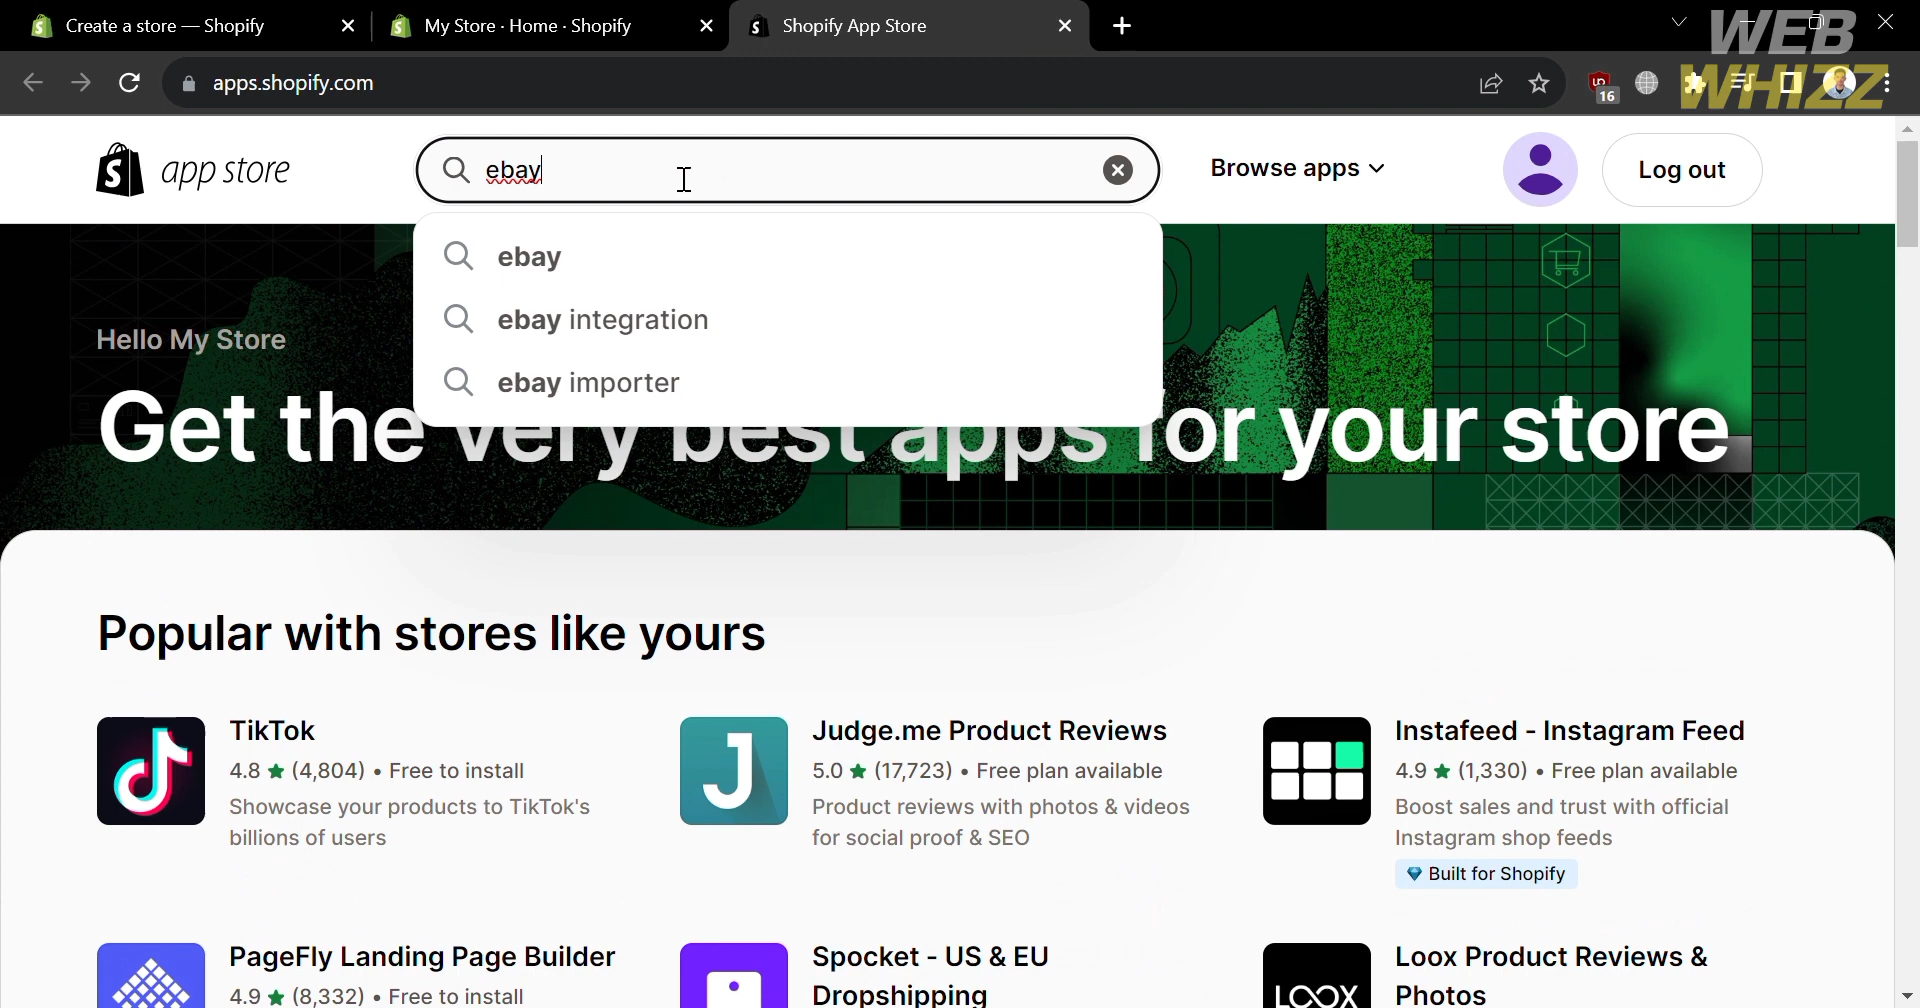 Create a store — Shopify
My Store · Home · Shopify
Shopify App Store
WEB
WHIZZ
apps.shopify.com
16
app store
ebay
Browse apps
Log out
ebay
ebay integration
ebay importer
Hello My Store
Get the very best apps for your store
Popular with stores like yours
TikTok
4.8 ★ (4,804) • Free to install
Showcase your products to TikTok's
billions of users
Judge.me Product Reviews
5.0 ★ (17,723) • Free plan available
Product reviews with photos & videos
for social proof & SEO
Instafeed - Instagram Feed
4.9 ★ (1,330) • Free plan available
Boost sales and trust with official
Instagram shop feeds
Built for Shopify
PageFly Landing Page Builder
4.9 ★ (8,332) • Free to install
Spocket - US & EU
Dropshipping
LOOX
Loox Product Reviews &
Photos